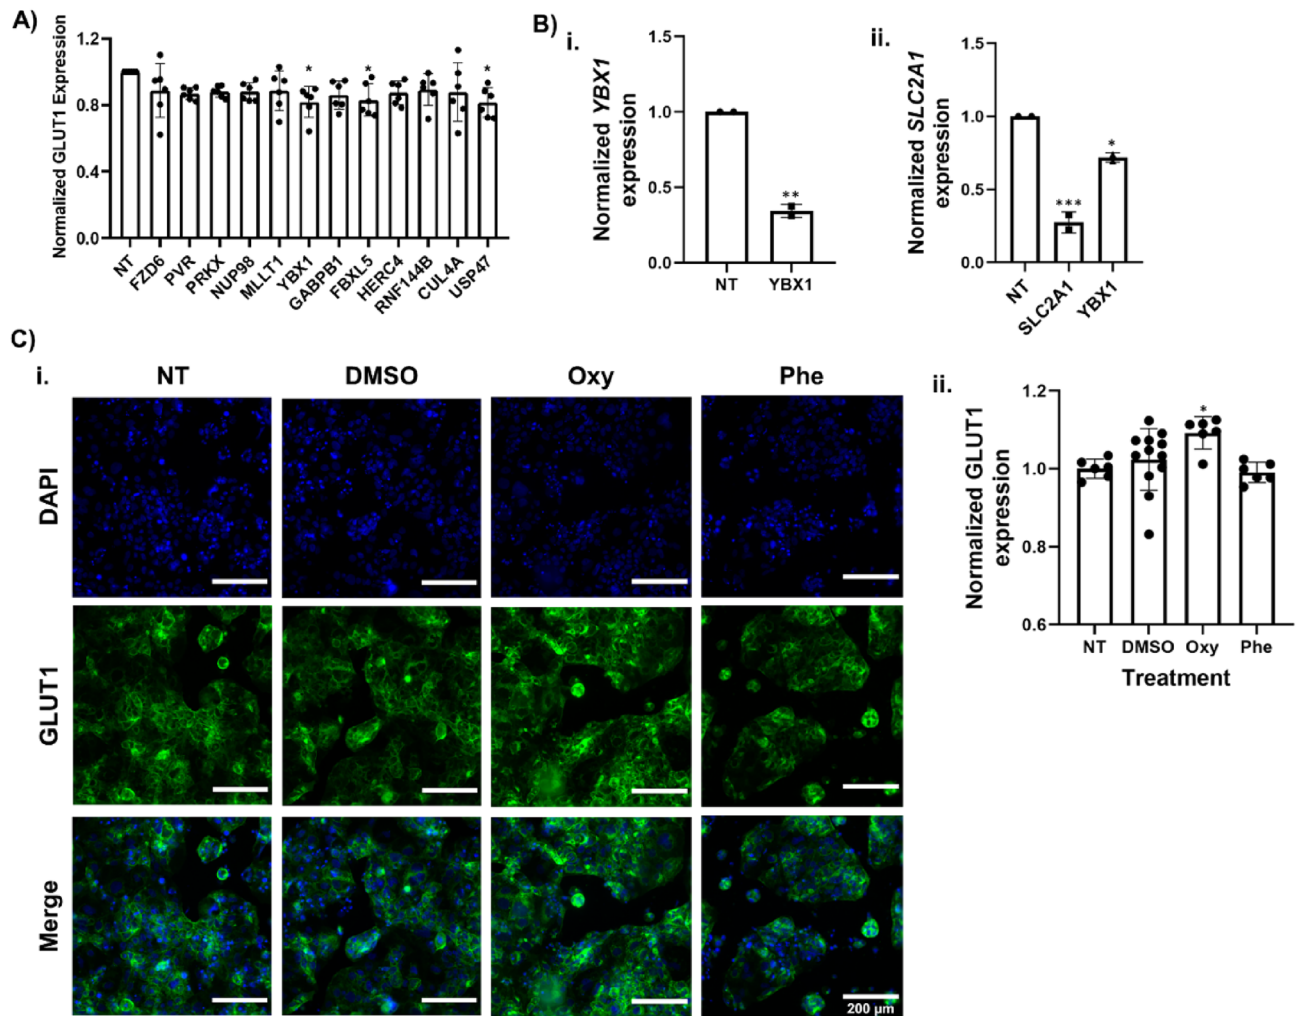 A)
Normalized GLUT1 Expression
1.2
0.8
0.4
0.0
* * *
NT FZD6 PVR PRKX NUP98 MLLT1 YBX1 GABPB1 FBXL5 HERC4 RNF144B CUL4A USP47
B)
i.
Normalized YBX1
expression
1.5
1.0
0.5
0.0
**
NT YBX1
ii.
Normalized SLC2A1
expression
1.5
1.0
0.5
0.0
***
*
NT SLC2A1 YBX1
C)
i.
NT DMSO Oxy Phe
DAPI
GLUT1
Merge
200 µm
ii.
Normalized GLUT1
expression
1.2
1.0
0.8
0.6
*
NT DMSO Oxy Phe
Treatment